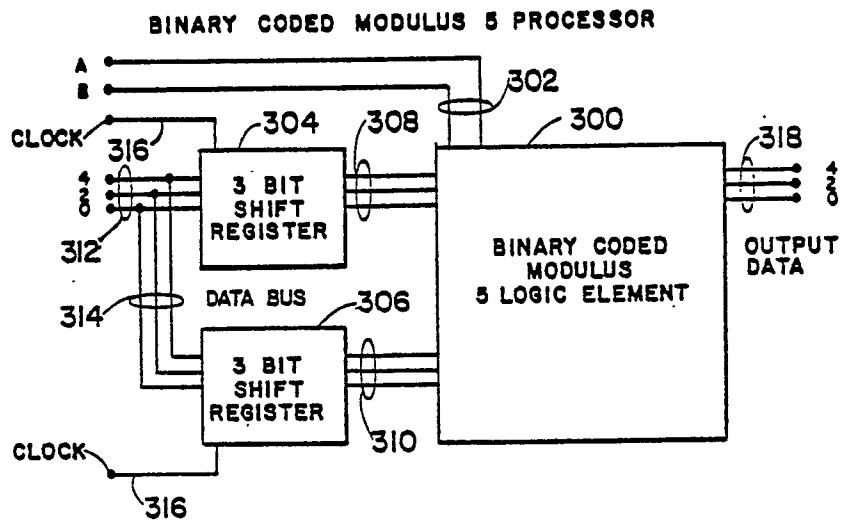 BINARY CODED MODULUS 5 PROCESSOR
A
B
302
CLOCK
316
304
308
300
318
4
2
0
312
3 BIT
SHIFT
REGISTER
4
2
0
BINARY CODED
MODULUS
5 LOGIC ELEMENT
OUTPUT
DATA
314
DATA BUS
306
3 BIT
SHIFT
REGISTER
310
CLOCK
316